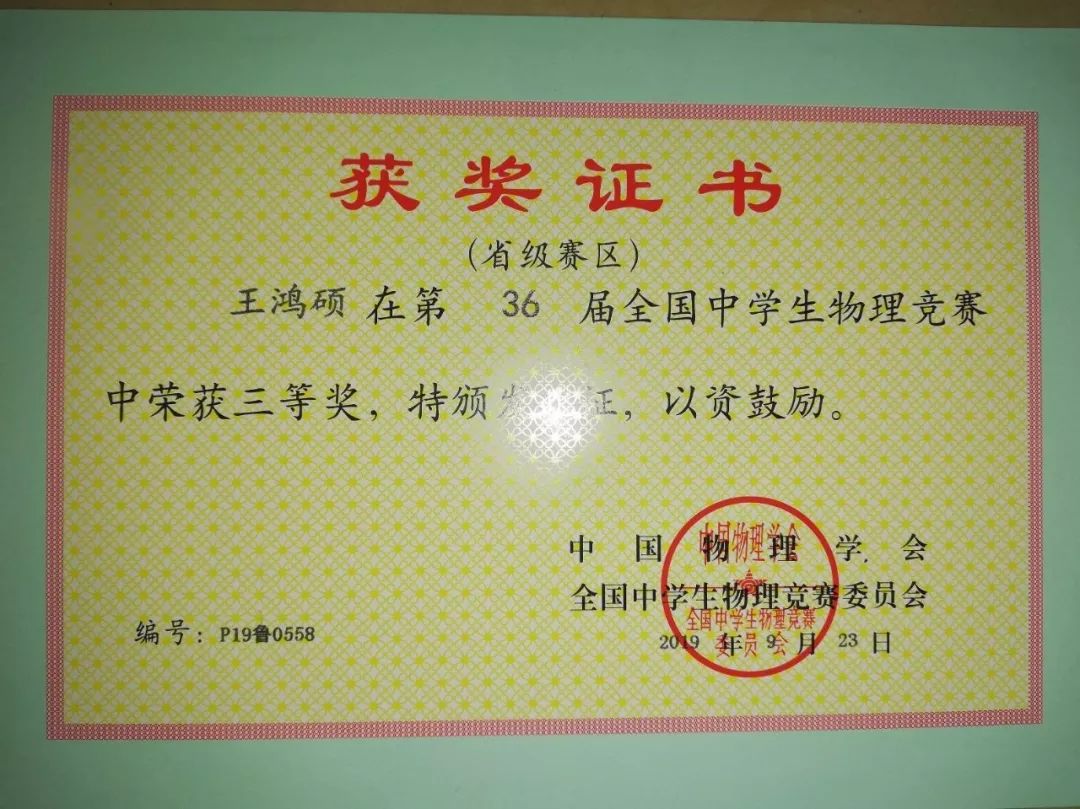 获奖证书
（省级赛区）
王鸿硕 在第 36 届全国中学生物理竞赛
中荣获三等奖，特颁发 证，以资鼓励。
中国物理学会
全国中学生物理竞赛委员会
2019 年 9 月 23 日
编号：P19鲁0558
中国物理学会
全国中学生物理竞赛
委员会